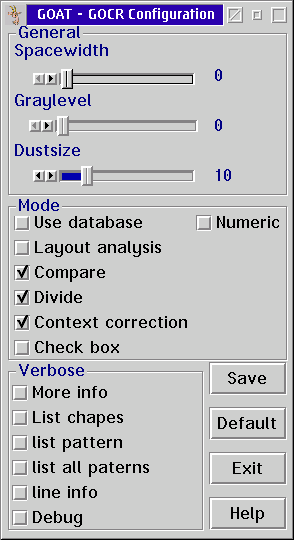 GOAT - GOCR Configuration
General
Spacewidth
0
Graylevel
0
Dustsize
10
Mode
Use database Numeric
Layout analysis
Compare
Divide
Context correction
Check box
Verbose
More info
List chapes
list pattern
list all paterns
line info
Debug
Save
Default
Exit
Help